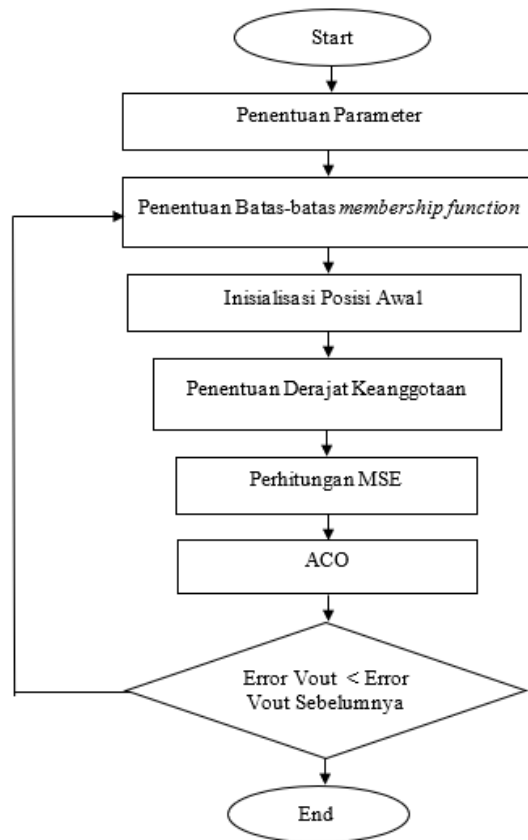 Start
Penentuan Parameter
Penentuan Batas-batas membership function
Inisialisasi Posisi Awal
Penentuan Derajat Keanggotaan
Perhitungan MSE
ACO
Error Vout < Error
Vout Sebelumnya
End